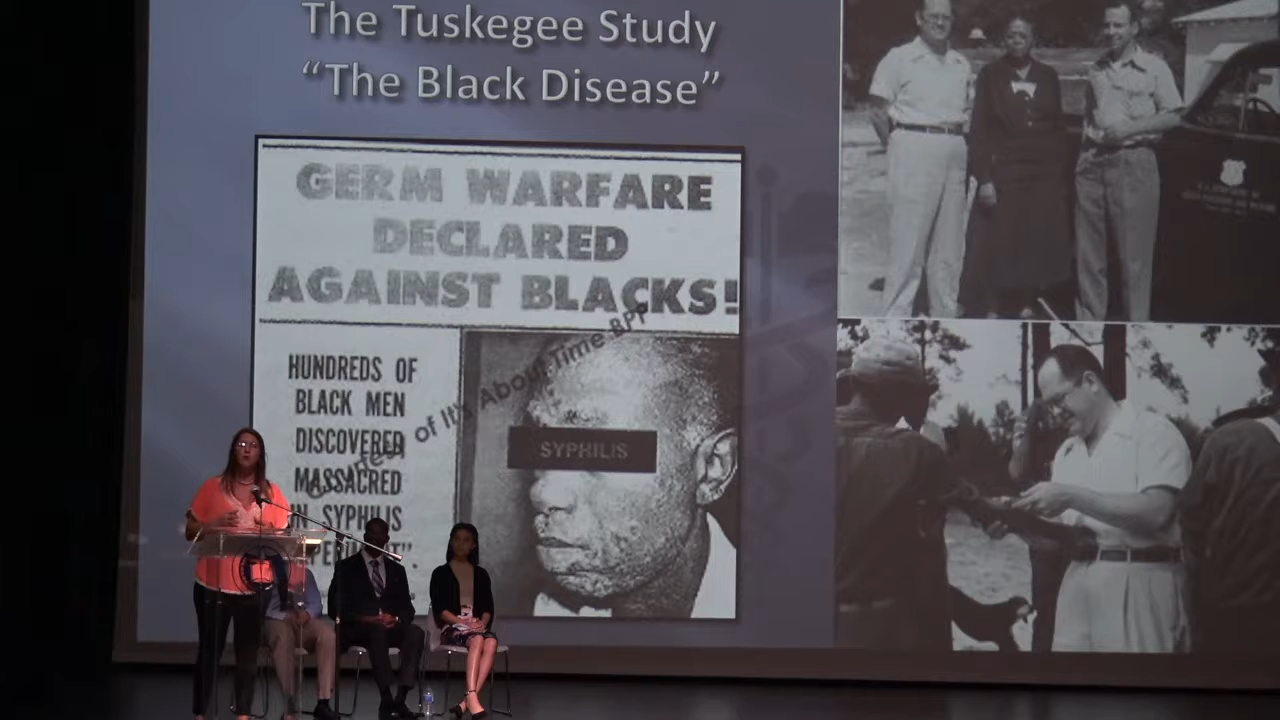 The Tuskegee Study
“The Black Disease”
GERM WARFARE
DECLARED
AGAINST BLACKS!
HUNDREDS OF
BLACK MEN
DISCOVERED
MASSACRED
IN SYPHILIS
SYPHILIS
of It's About Time BPP